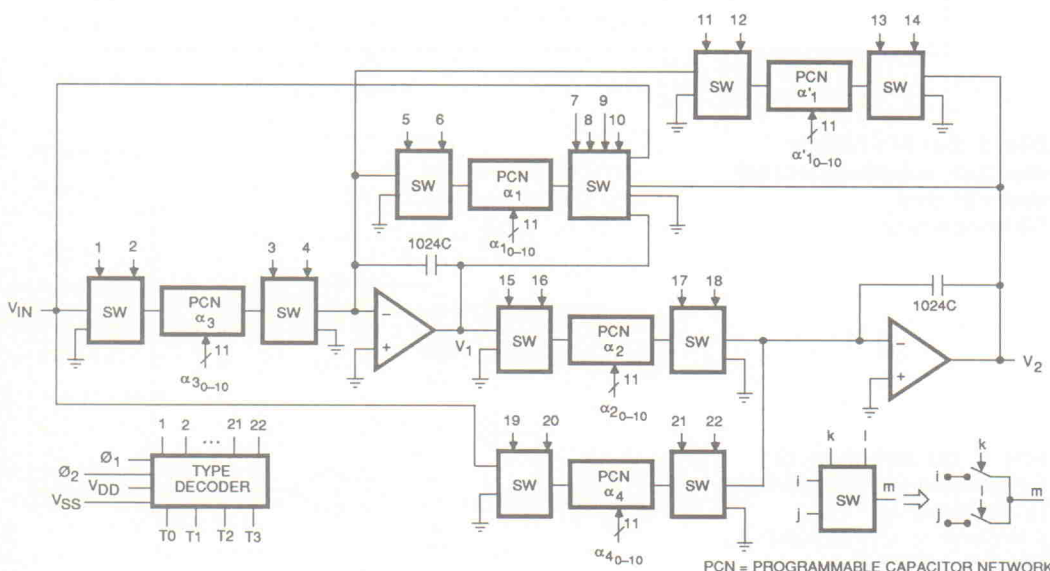 11 12 13 14
SW PCN α'1 SW
11
α'1 0–10
7 8 9 10
5 6
SW PCN α1 SW
11
α1 0–10
1024C
1 2 3 4
VIN SW PCN α3 SW
11
α3 0–10
−
+
V1
15 16 17 18
SW PCN α2 SW
11
α2 0–10
1024C
−
+
V2
19 20 21 22
SW PCN α4 SW
11
α4 0–10
1 2 ... 21 22
Ø1
Ø2
VDD
VSS
TYPE DECODER
T0 T1 T2 T3
k l
i
j
SW
m
k
i
l
j
m
PCN = PROGRAMMABLE CAPACITOR NETWORK